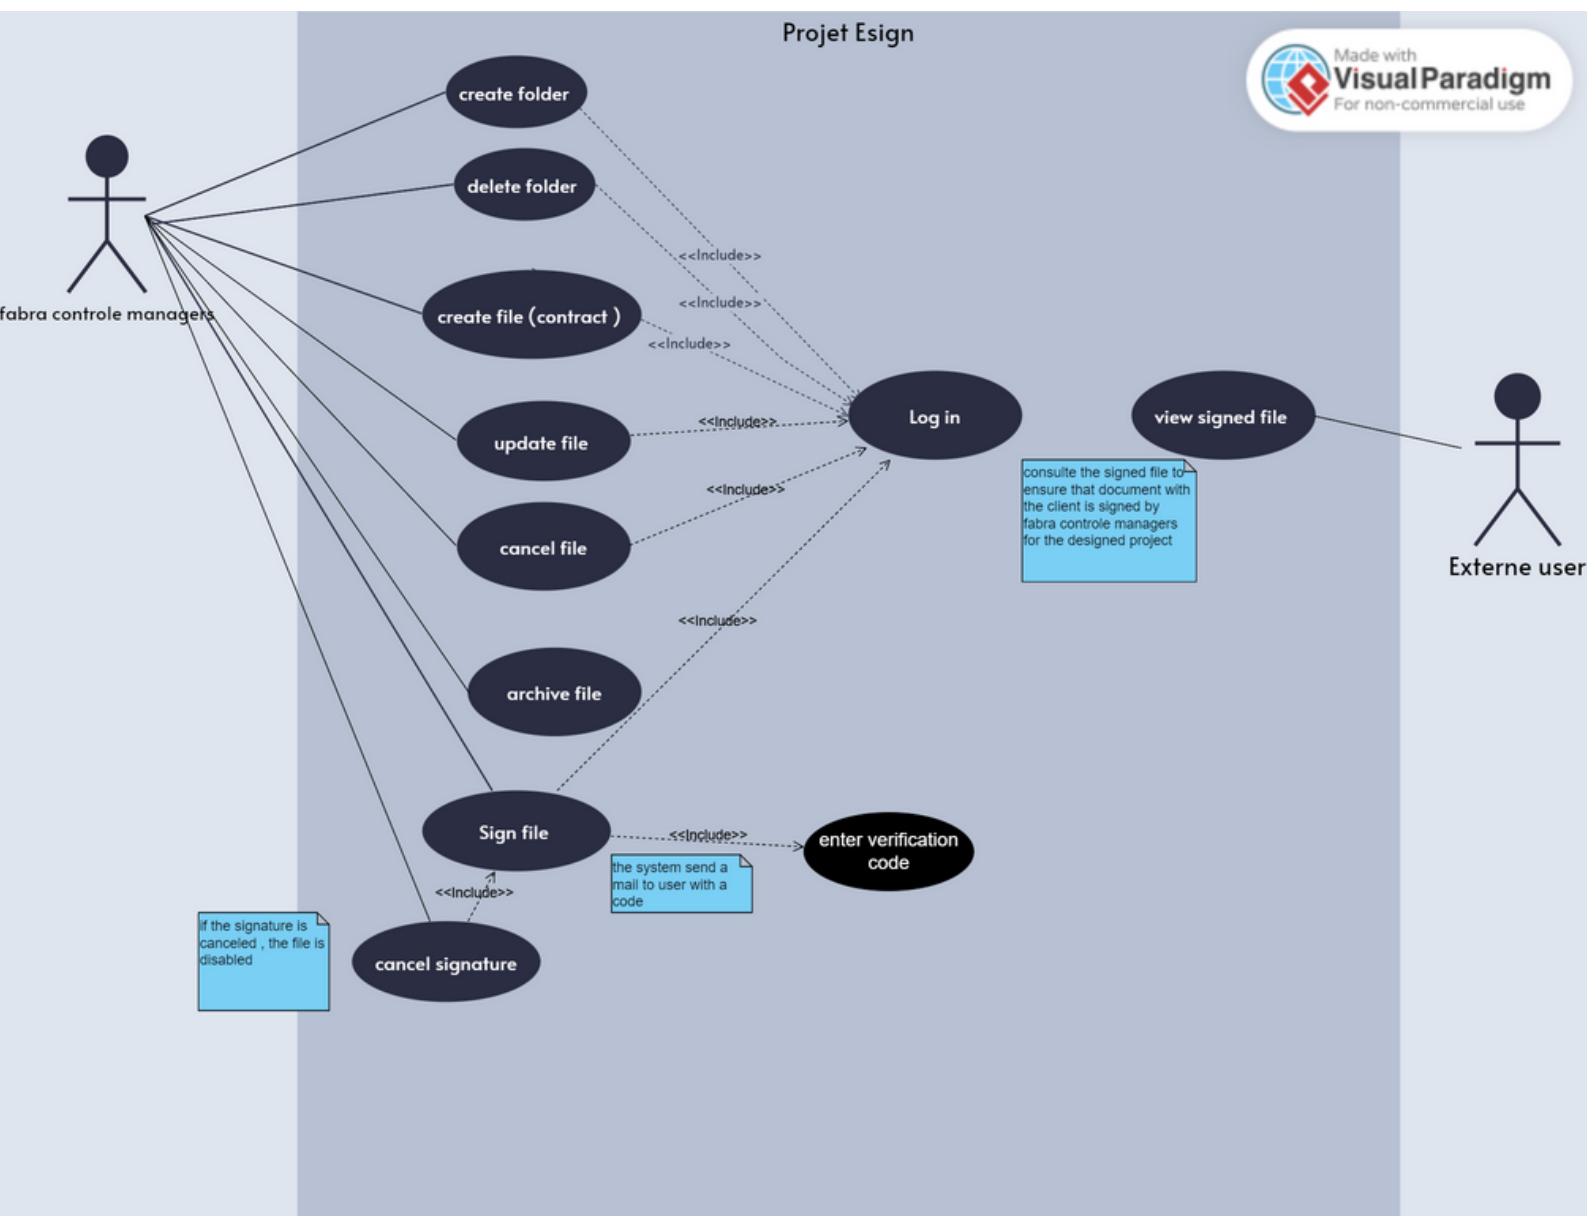 Projet Esign
Made with
Visual Paradigm
For non-commercial use
create folder
delete folder
<<Include>>
<<Include>>
fabra controle managers
create file (contract )
<<Include>>
Log in
view signed file
update file
<<Include>>
consulte the signed file to
ensure that document with
the client is signed by
fabra controle managers
for the designed project
<<Include>>
cancel file
Externe user
<<Include>>
archive file
Sign file
<<Include>>
enter verification
code
the system send a
mail to user with a
code
<<Include>>
if the signature is
canceled , the file is
disabled
cancel signature